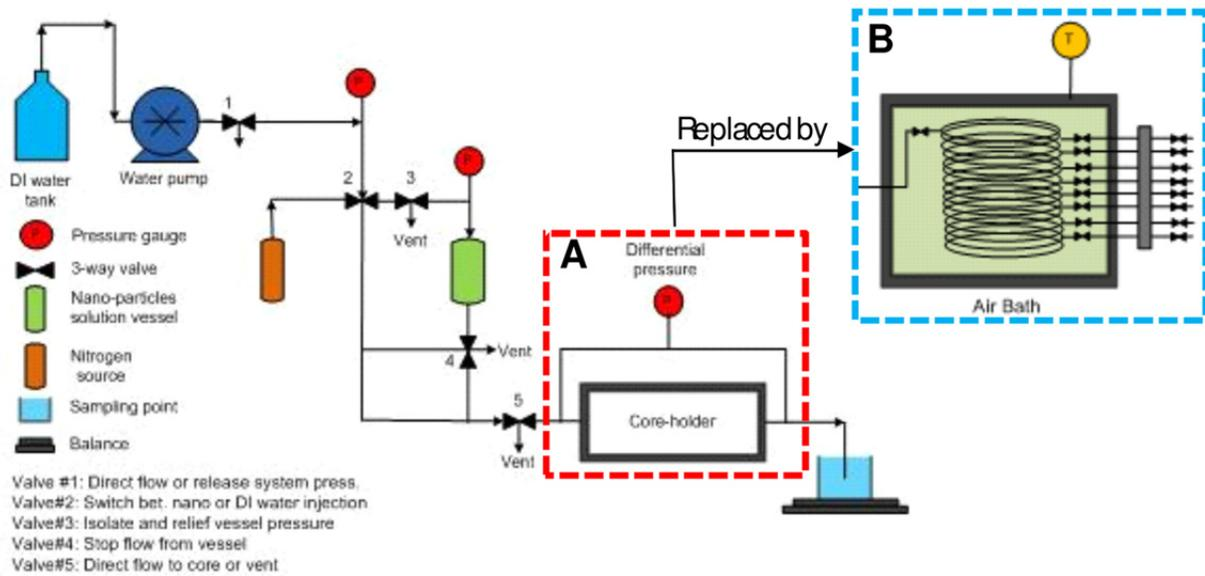 B
T
1
P
Replaced by
DI water
tank
Water pump
P
2
3
Pressure gauge
Vent
A
Differential
pressure
3-way valve
Nano-particles
solution vessel
P
Air Bath
Vent
4
Nitrogen
source
5
Sampling point
Core-holder
Balance
Vent
Valve #1: Direct flow or release system press.
Valve#2: Switch bet. nano or DI water injection
Valve#3: Isolate and relief vessel pressure
Valve#4: Stop flow from vessel
Valve#5: Direct flow to core or vent